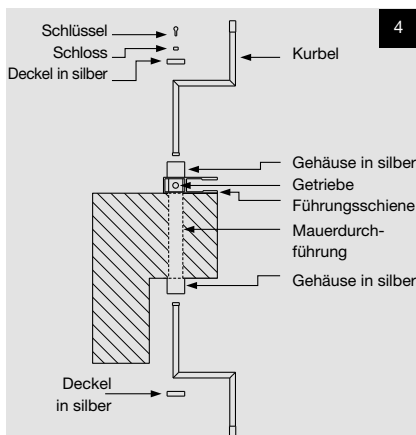 4
Schlüssel
Schloss
Deckel in silber
Kurbel
Gehäuse in silber
Getriebe
Führungsschiene
Mauerdurch-
führung
Gehäuse in silber
Deckel
in silber